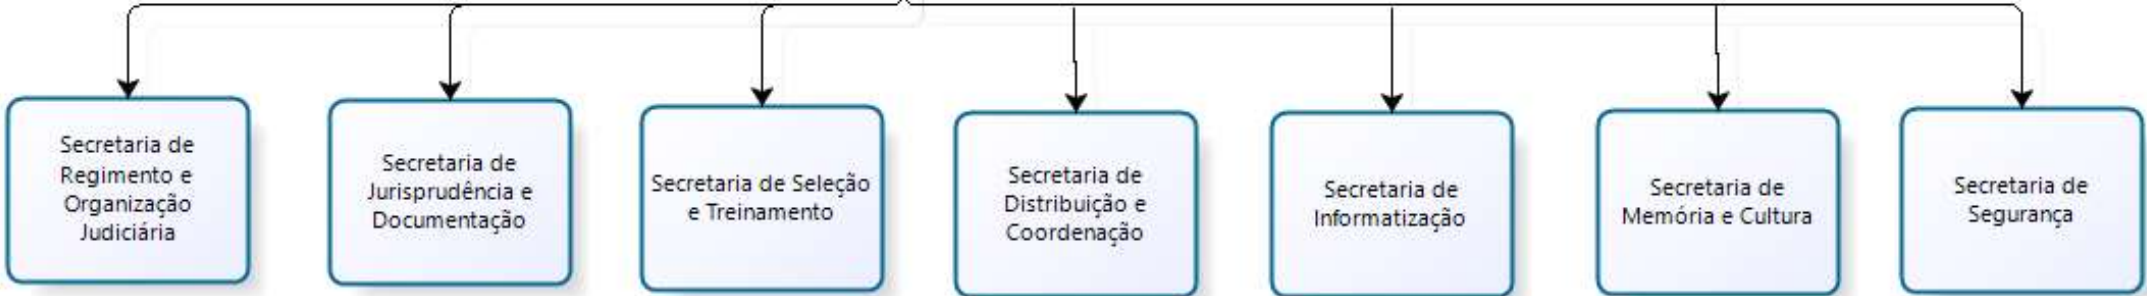 Secretaria de
Regimento e
Organização
Judiciária
Secretaria de
Jurisprudência e
Documentação
Secretaria de Seleção
e Treinamento
Secretaria de
Distribuição e
Coordenação
Secretaria de
Informatização
Secretaria de
Memória e Cultura
Secretaria de
Segurança